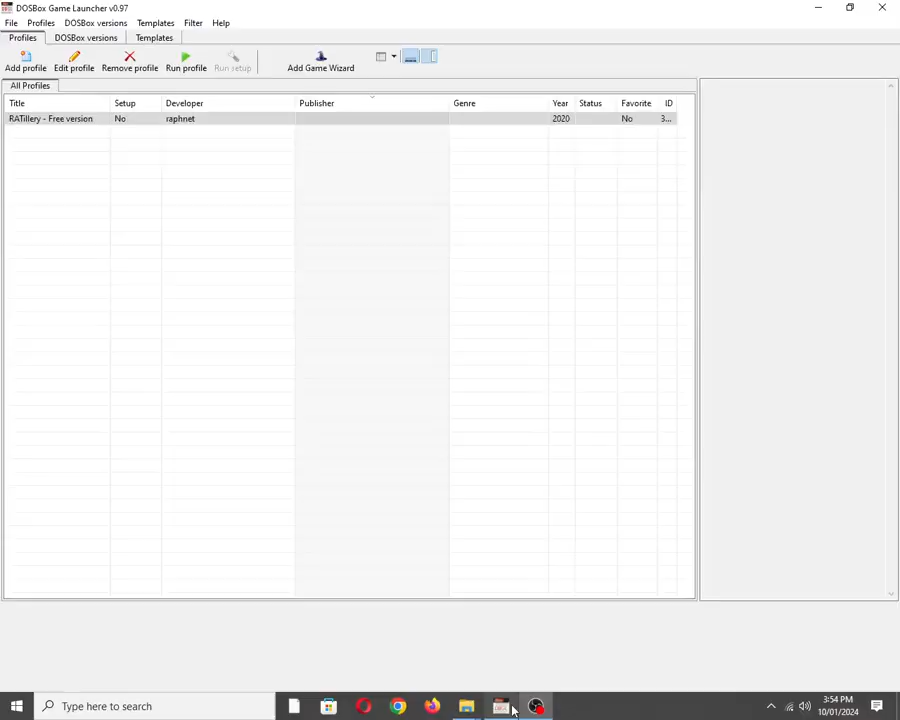 DOSBox Game Launcher v0.97
File Profiles DOSBox versions Templates Filter Help
Profiles DOSBox versions Templates
Add profile Edit profile Remove profile Run profile Run setup Add Game Wizard
All Profiles
Title Setup Developer Publisher Genre Year Status Favorite ID
RATillery - Free version No raphnet 2020 No 3...
Type here to search
3:54 PM
10/01/2024